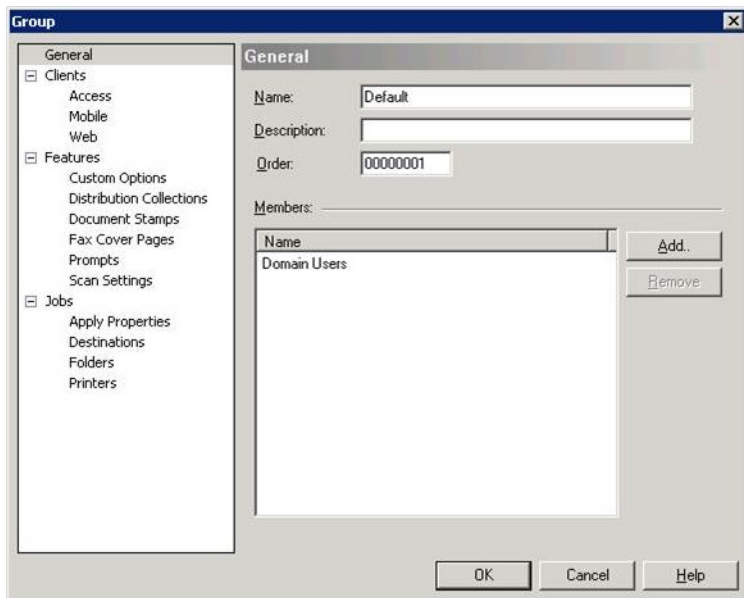 Group
General
Clients
Access
Mobile
Web
Features
Custom Options
Distribution Collections
Document Stamps
Fax Cover Pages
Prompts
Scan Settings
Jobs
Apply Properties
Destinations
Folders
Printers
General
Name: Default
Description:
Order: 00000001
Members:
Name
Domain Users
Add..
Remove
OK Cancel Help